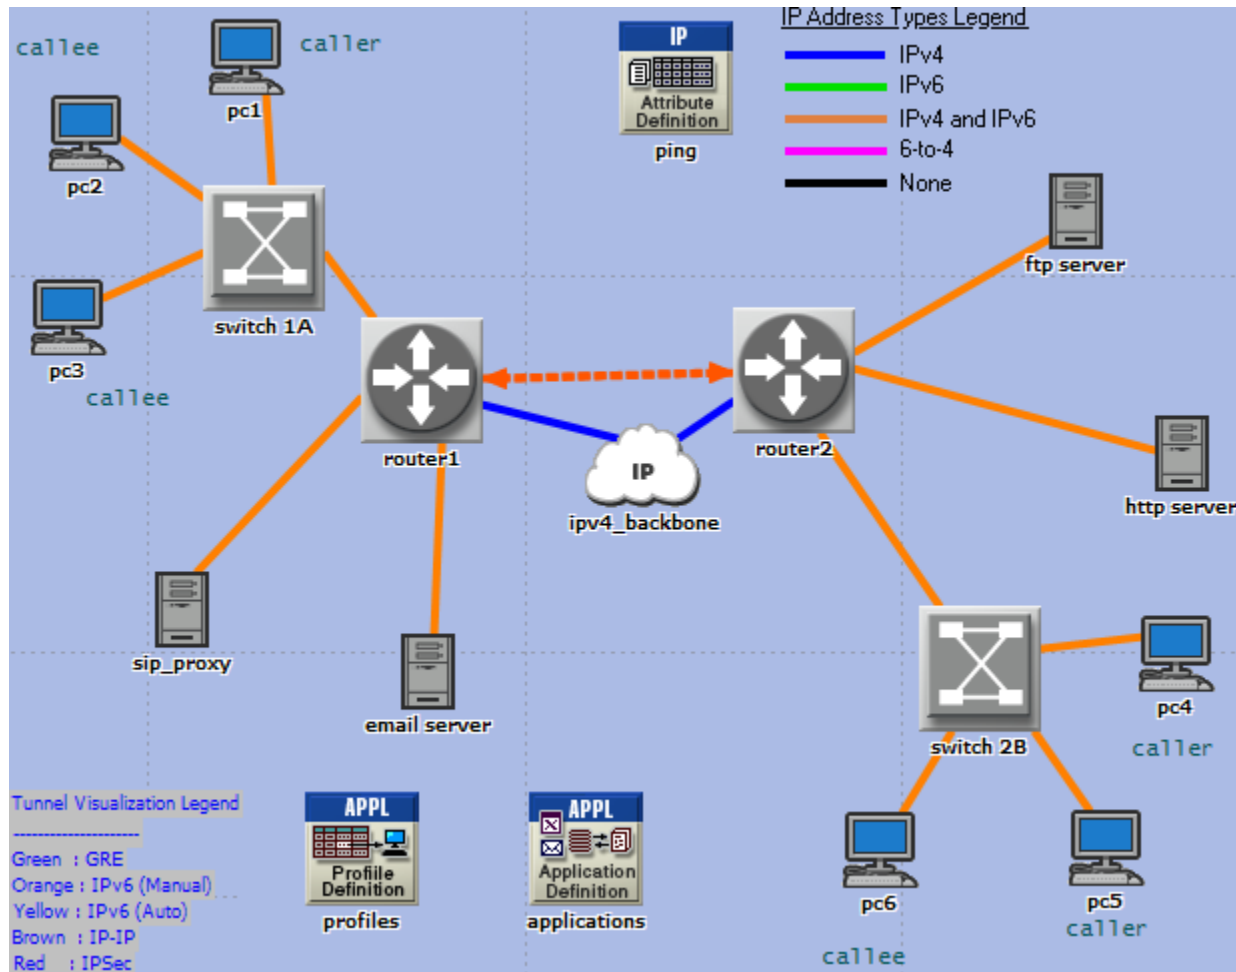 IP Address Types Legend
IPv4
IPv6
IPv4 and IPv6
6-to-4
None
callee
caller
pc1
pc2
pc3
callee
switch 1A
IP
Attribute
Definition
ping
ftp server
router1
router2
IP
ipv4_backbone
http server
sip_proxy
email server
switch 2B
pc4
caller
pc5
caller
pc6
callee
Tunnel Visualization Legend
---------------------
Green : GRE
Orange : IPv6 (Manual)
Yellow : IPv6 (Auto)
Brown : IP-IP
Red : IPSec
APPL
Profiile
Definition
profiles
APPL
Application
Definition
applications